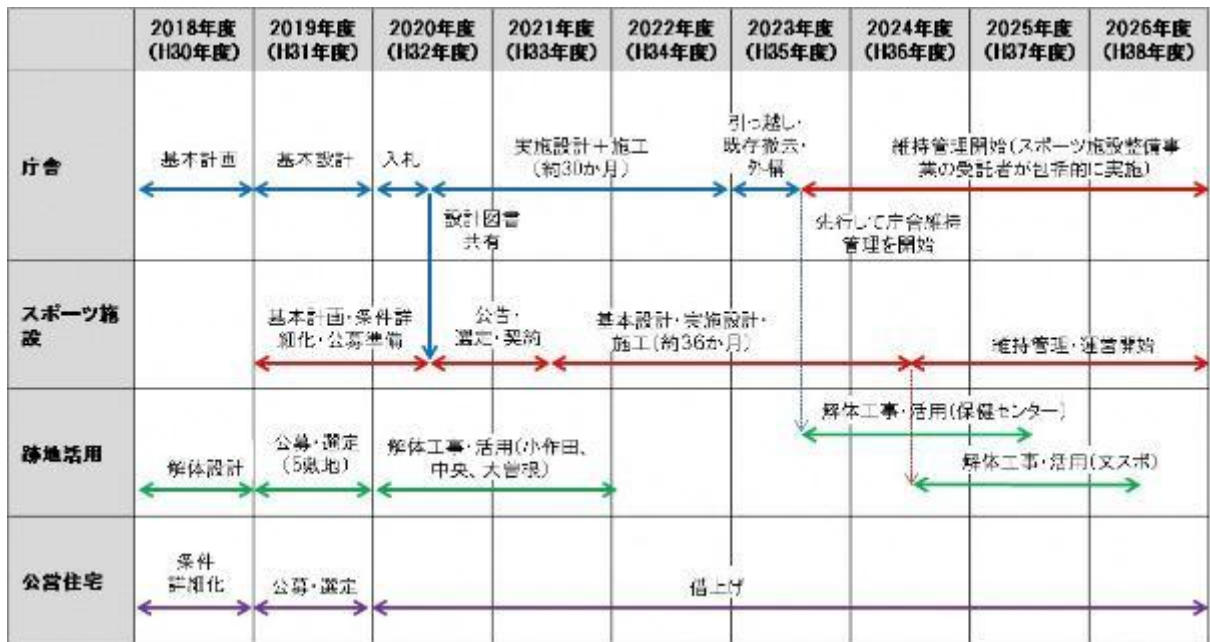 2018年度
(H30年度)
2019年度
(H31年度)
2020年度
(H32年度)
2021年度
(H33年度)
2022年度
(H34年度)
2023年度
(H35年度)
2024年度
(H36年度)
2025年度
(H37年度)
2026年度
(H38年度)
庁舎
基本計画
基本設計
入札
実施設計+施工
(約30か月)
引っ越し・
既存撤去・
外構
維持管理開始(スポーツ施設整備事
業の受託者が包括的に実施)
設計図書
共有
先行して庁舎維持
管理を開始
スポーツ施
設
基本計画・条件詳
細化・公募準備
公告・
選定・契約
基本設計・実施設計・
施工(約36か月)
維持管理・運営開始
跡地活用
解体設計
公募・選定
(5敷地)
解体工事・活用(小作田、
中央、大曽根)
解体工事・活用(保健センター)
解体工事・活用(文スポ)
公営住宅
条件
詳細化
公募・選定
借上げ